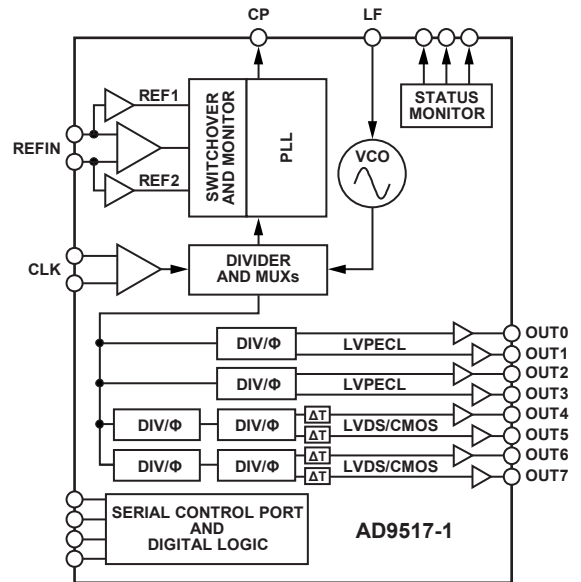 CP
LF
REF1
REFIN
REF2
SWITCHOVER
AND MONITOR
PLL
VCO
STATUS
MONITOR
CLK
DIVIDER
AND MUXs
DIV/Φ
LVPECL
OUT0
OUT1
DIV/Φ
LVPECL
OUT2
OUT3
DIV/Φ
DIV/Φ
ΔT
ΔT
LVDS/CMOS
OUT4
OUT5
DIV/Φ
DIV/Φ
ΔT
ΔT
LVDS/CMOS
OUT6
OUT7
SERIAL CONTROL PORT
AND
DIGITAL LOGIC
AD9517-1